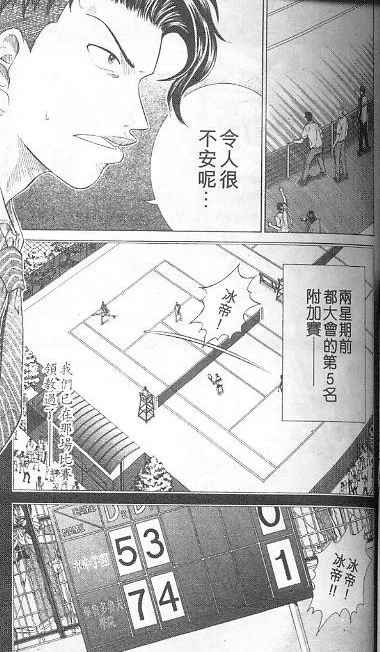 令人很
不安呢…
兩星期前
都大會的第5名
附加賽——
冰帝！
我們已在那場比賽
領教過了——
冰帝！
冰帝！！
53
0
74
1